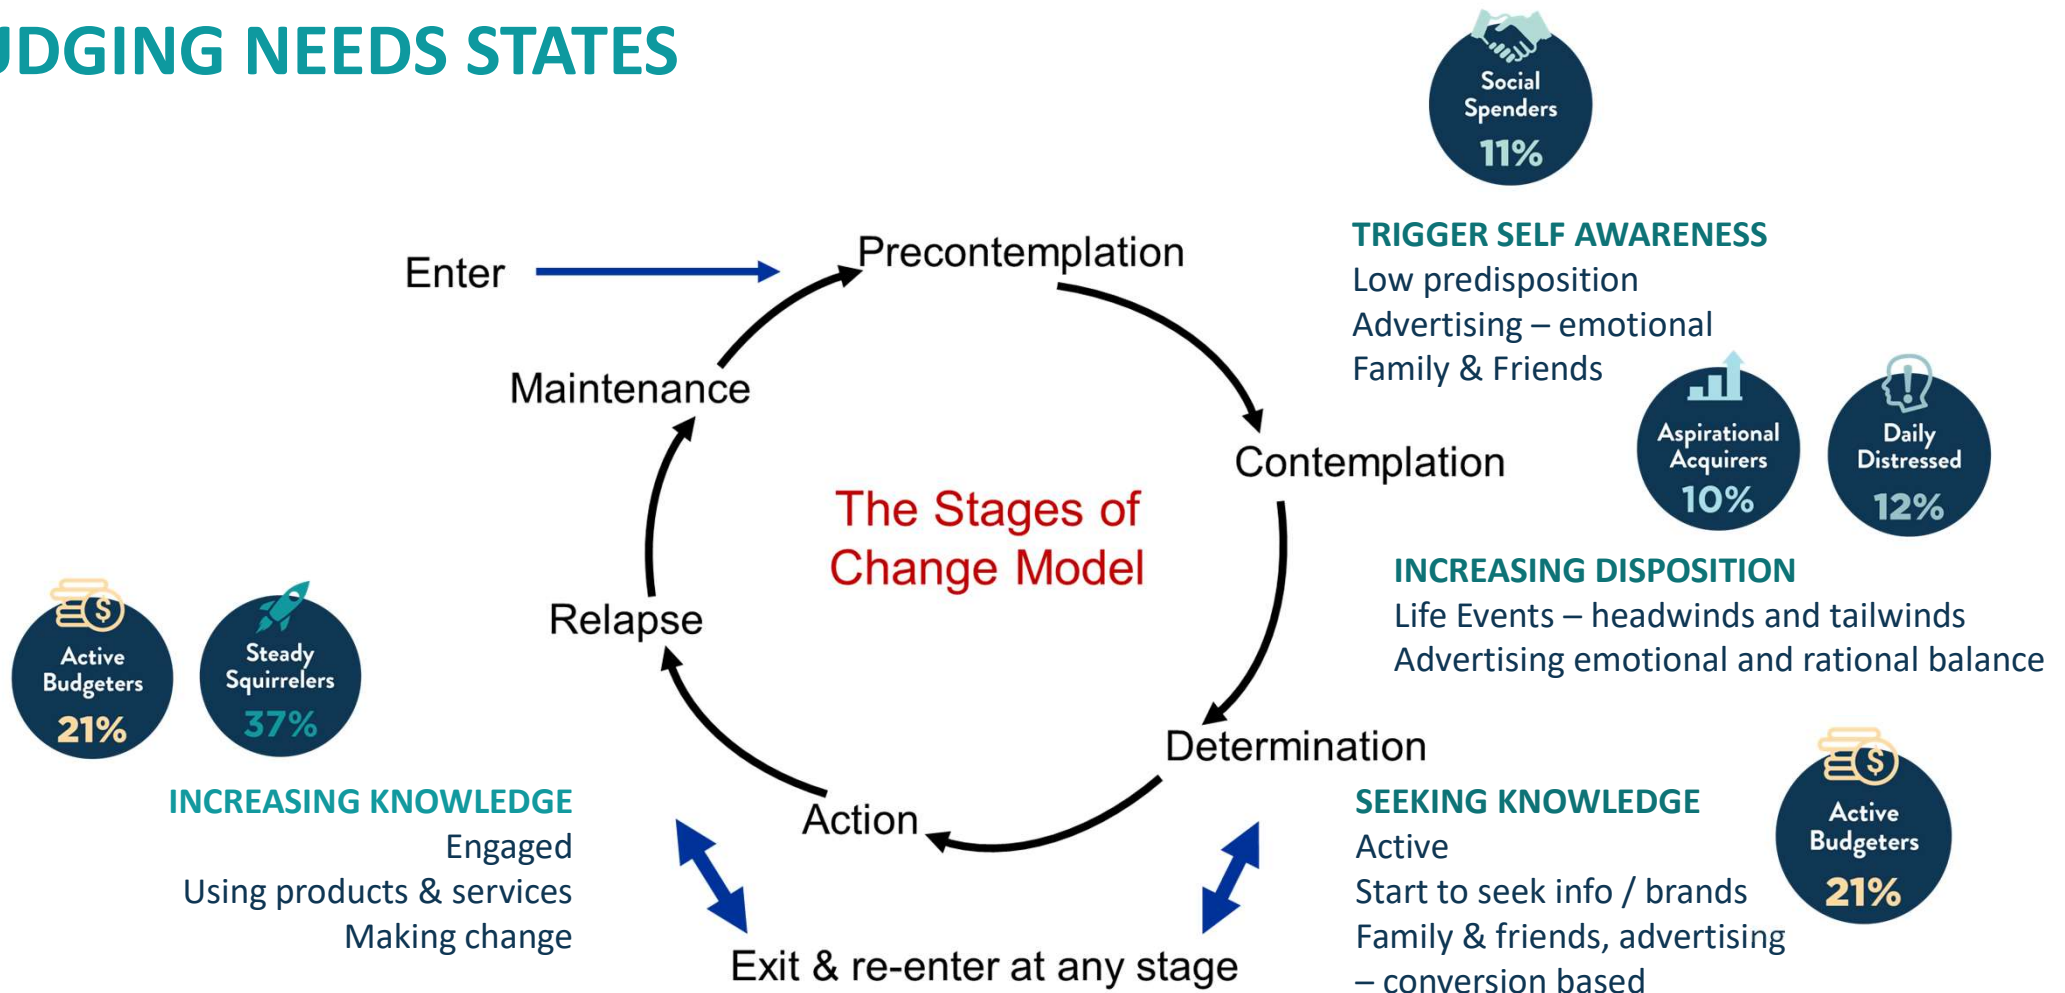 UDGING NEEDS STATES
Social
Spenders
11%
TRIGGER SELF AWARENESS
Low predisposition
Advertising – emotional
Family & Friends
Enter
Precontemplation
Maintenance
Contemplation
Aspirational
Acquirers
10%
Daily
Distressed
12%
The Stages of
Change Model
INCREASING DISPOSITION
Life Events – headwinds and tailwinds
Advertising emotional and rational balance
Relapse
Active
Budgeters
21%
Steady
Squirrelers
37%
Determination
Action
INCREASING KNOWLEDGE
Engaged
Using products & services
Making change
SEEKING KNOWLEDGE
Active
Start to seek info / brands
Family & friends, advertising
– conversion based
Active
Budgeters
21%
Exit & re-enter at any stage